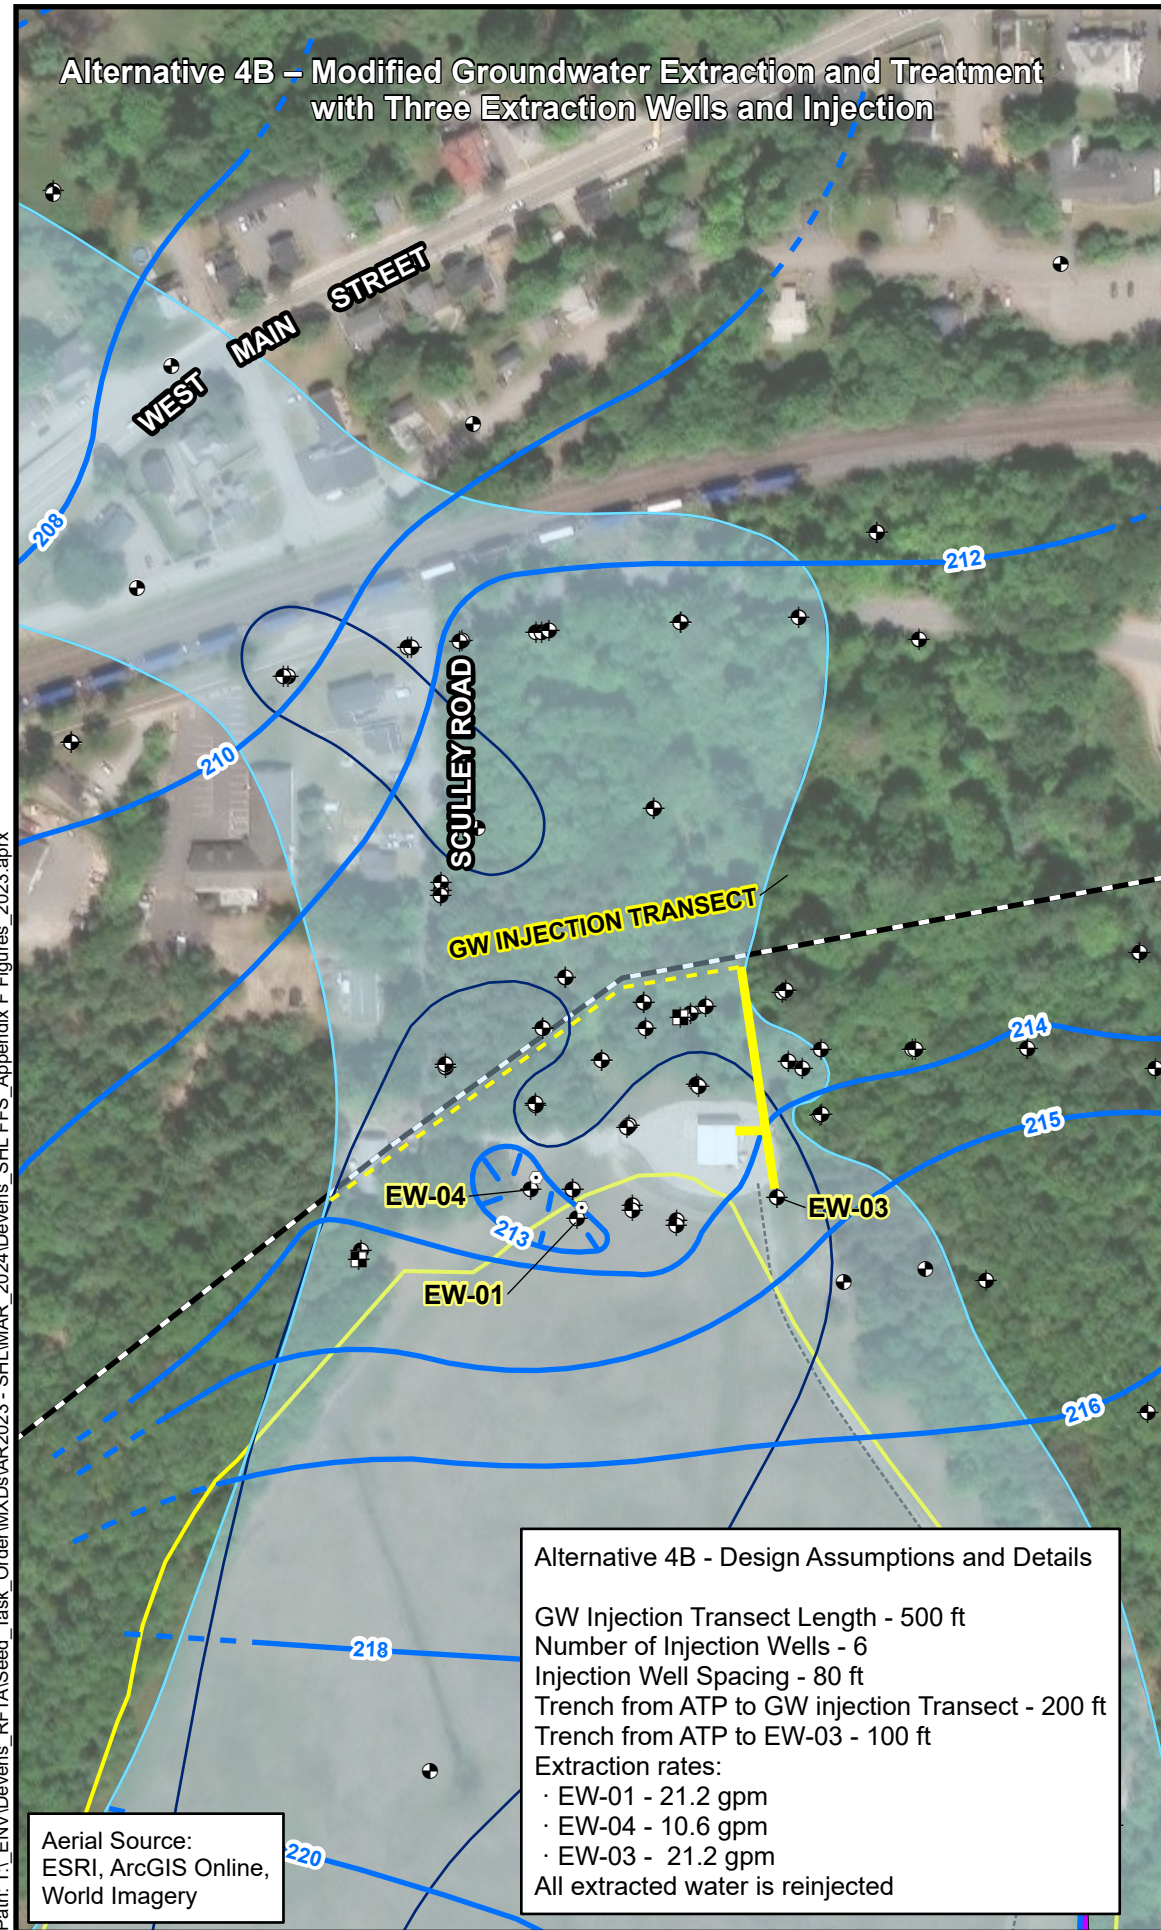 Alternative 4B – Modified Groundwater Extraction and Treatment
with Three Extraction Wells and Injection
WEST MAIN STREET
208
212
210
SCULLEY ROAD
GW INJECTION TRANSECT
214
215
EW-04
EW-03
213
EW-01
216
218
220
Alternative 4B - Design Assumptions and Details
GW Injection Transect Length - 500 ft
Number of Injection Wells - 6
Injection Well Spacing - 80 ft
Trench from ATP to GW injection Transect - 200 ft
Trench from ATP to EW-03 - 100 ft
Extraction rates:
· EW-01 - 21.2 gpm
· EW-04 - 10.6 gpm
· EW-03 - 21.2 gpm
All extracted water is reinjected
Aerial Source:
ESRI, ArcGIS Online,
World Imagery